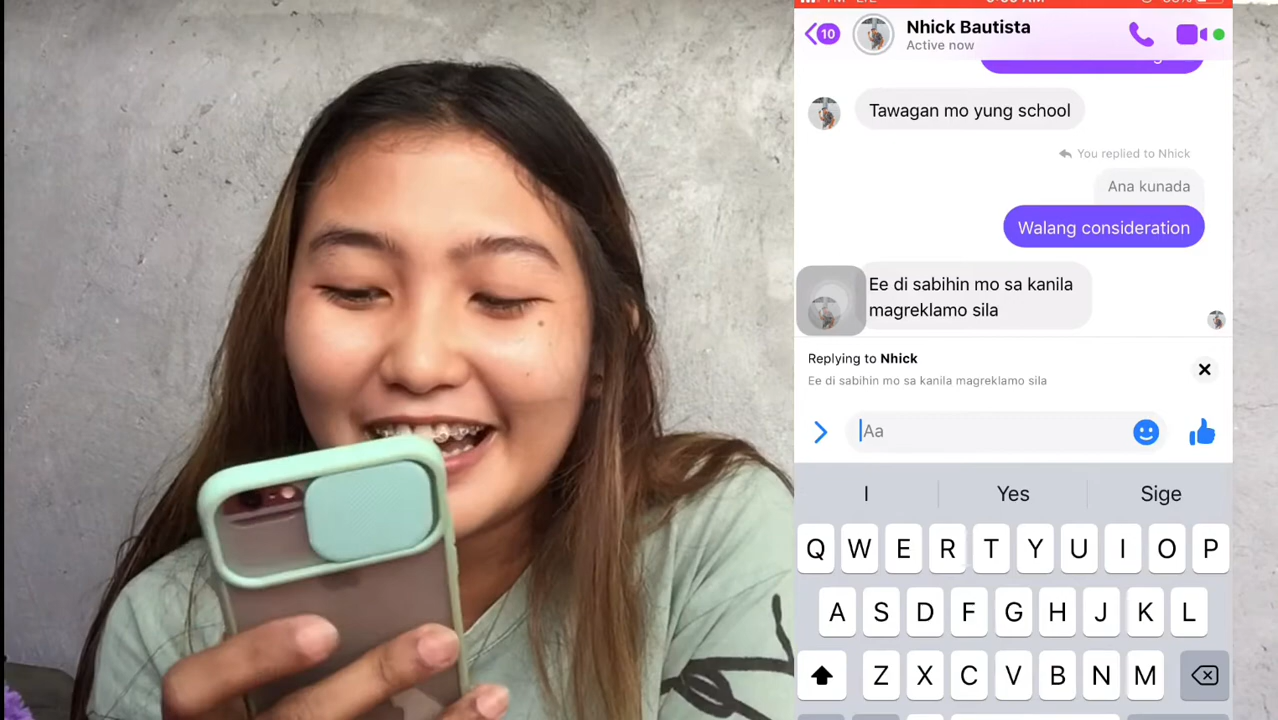 10
Nhick Bautista
Active now
Tawagan mo yung school
You replied to Nhick
Ana kunada
Walang consideration
Ee di sabihin mo sa kanila
magreklamo sila
Replying to Nhick
Ee di sabihin mo sa kanila magreklamo sila
Aa
I Yes Sige
Q W E R T Y U I O P
A S D F G H J K L
Z X C V B N M